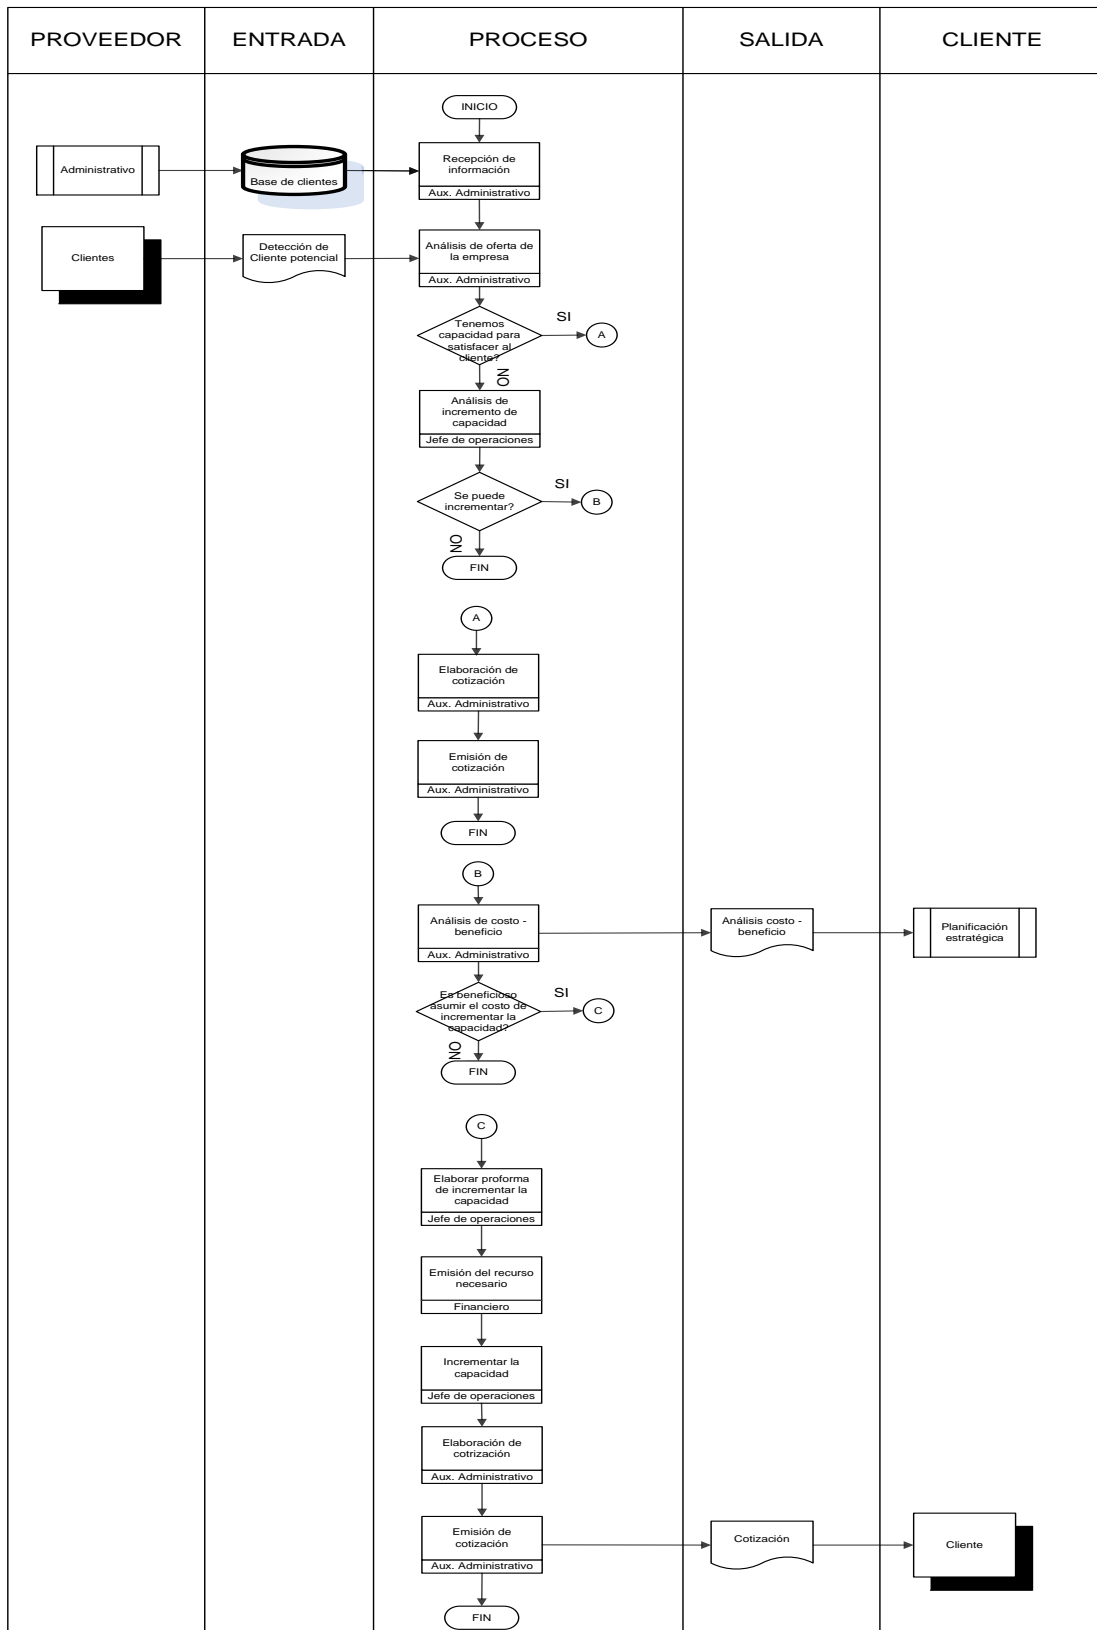 PROVEEDOR
ENTRADA
PROCESO
SALIDA
CLIENTE
INICIO
Administrativo
Base de clientes
Recepción de
información
Aux. Administrativo
Clientes
Detección de
Cliente potencial
Análisis de oferta de
la empresa
Aux. Administrativo
Tenemos
capacidad para
satisfacer al
cliente?
SI
A
NO
Análisis de
incremento de
capacidad
Jefe de operaciones
Se puede
incrementar?
SI
B
NO
FIN
A
Elaboración de
cotización
Aux. Administrativo
Emisión de
cotización
Aux. Administrativo
FIN
B
Análisis de costo -
beneficio
Aux. Administrativo
Análisis costo -
beneficio
Planificación
estratégica
Es beneficioso
asumir el costo de
incrementar la
capacidad?
SI
C
NO
FIN
C
Elaborar proforma
de incrementar la
capacidad
Jefe de operaciones
Emisión del recurso
necesario
Financiero
Incrementar la
capacidad
Jefe de operaciones
Elaboración de
cotrización
Aux. Administrativo
Emisión de
cotización
Aux. Administrativo
Cotización
Cliente
FIN